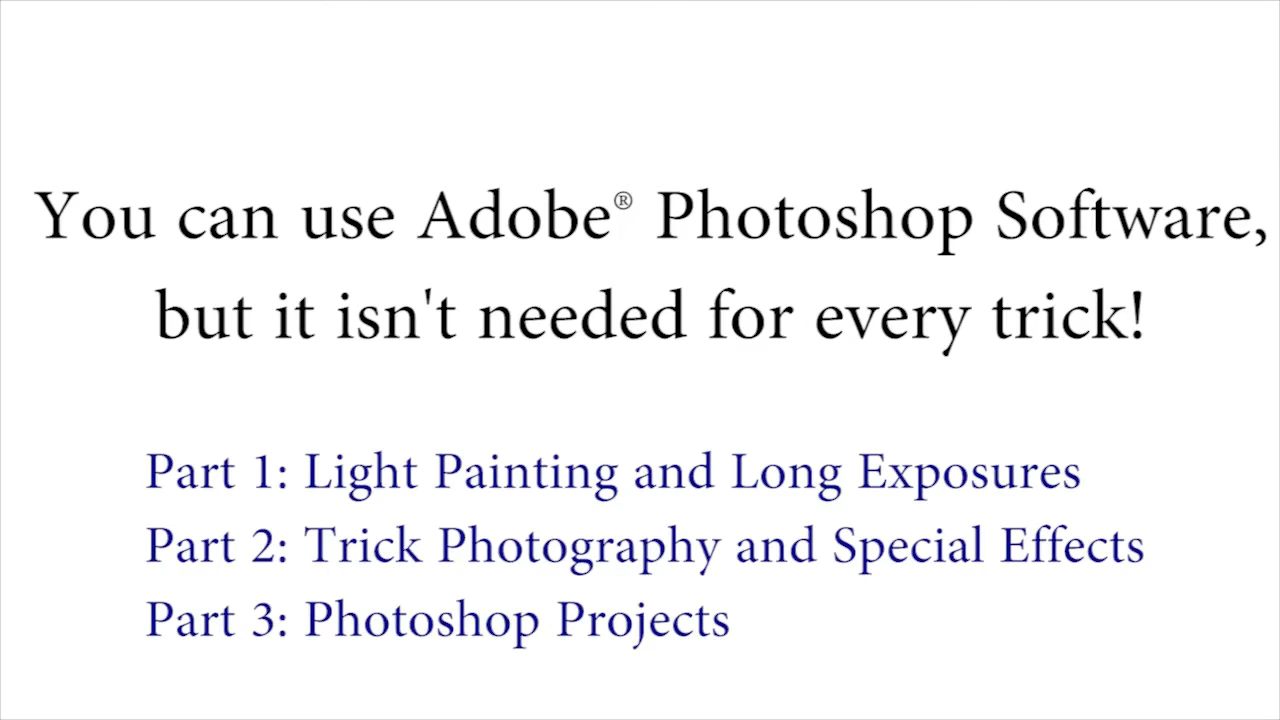 You can use Adobe® Photoshop Software,
but it isn't needed for every trick!
Part 1: Light Painting and Long Exposures
Part 2: Trick Photography and Special Effects
Part 3: Photoshop Projects